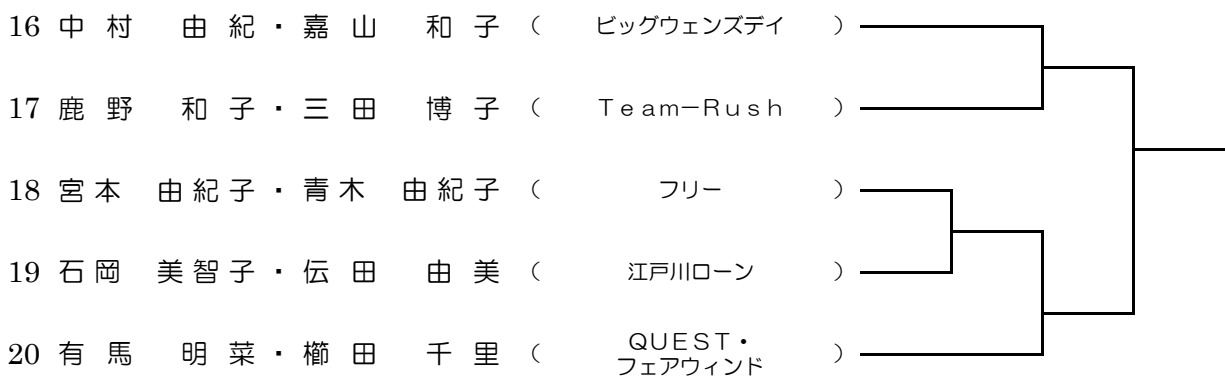 16 中村 由紀・嘉山 和子 （ ビッグウェンズデイ ）
17 鹿野 和子・三田 博子 （ Ｔｅａｍ－Ｒｕｓｈ ）
18 宮本 由紀子・青木 由紀子 （ フリー ）
19 石岡 美智子・伝田 由美 （ 江戸川ローン ）
20 有馬 明菜・櫛田 千里 （ ＱＵＥＳＴ・
フェアウィンド ）